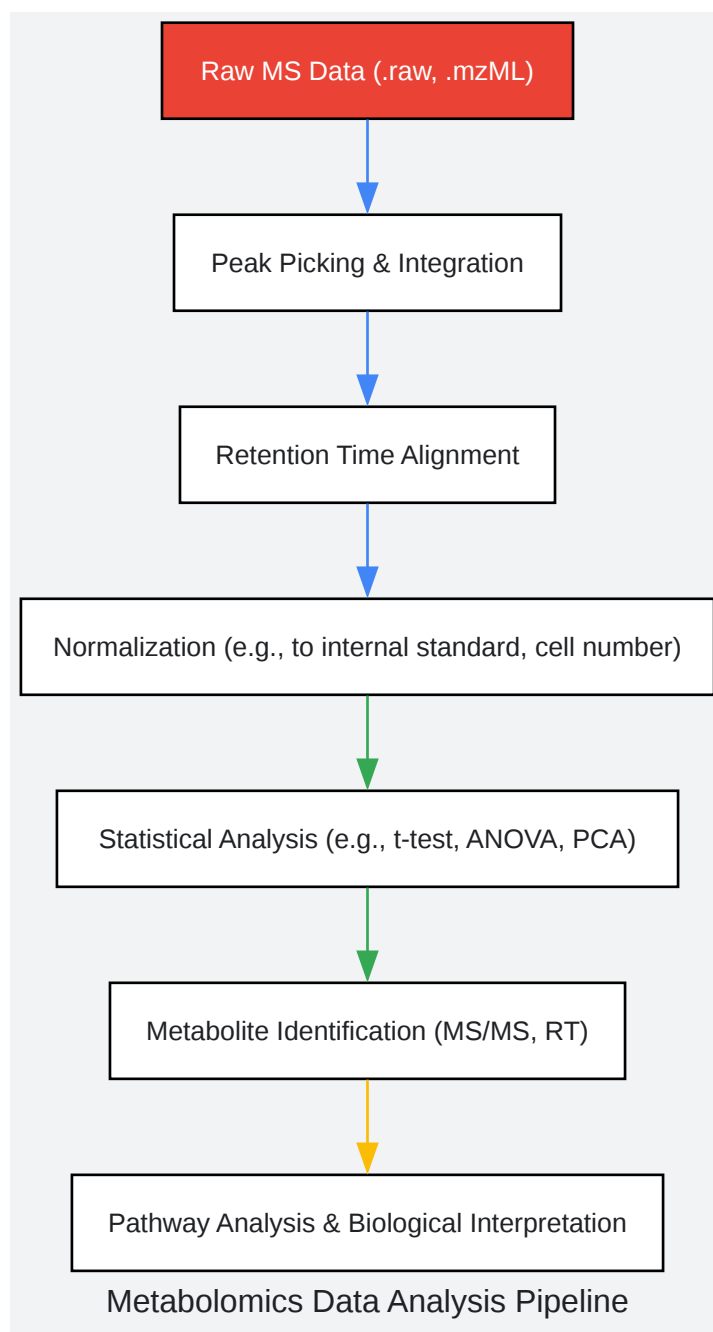 Raw MS Data (.raw, .mzML)
Peak Picking & Integration
Retention Time Alignment
Normalization (e.g., to internal standard, cell number)
Statistical Analysis (e.g., t-test, ANOVA, PCA)
Metabolite Identification (MS/MS, RT)
Pathway Analysis & Biological Interpretation
Metabolomics Data Analysis Pipeline